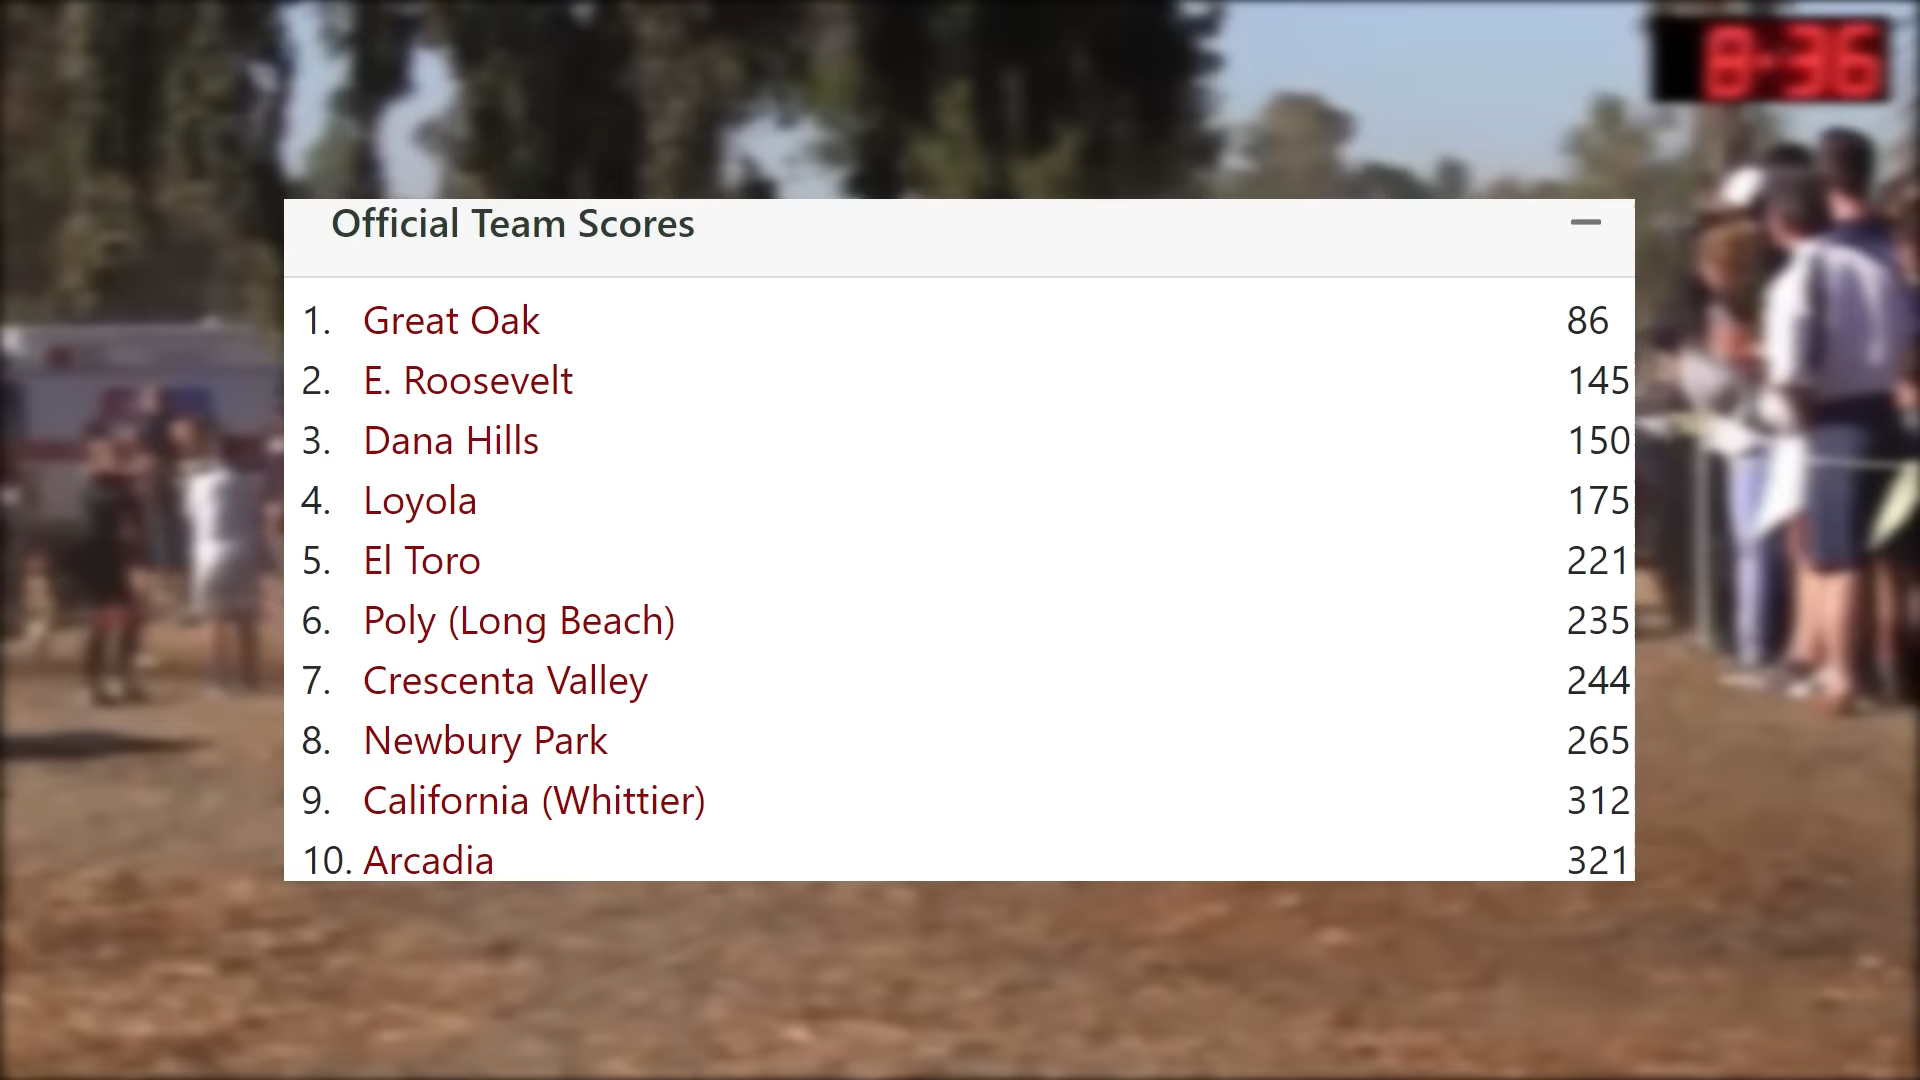 8:36
Official Team Scores
1. Great Oak 86
2. E. Roosevelt 145
3. Dana Hills 150
4. Loyola 175
5. El Toro 221
6. Poly (Long Beach) 235
7. Crescenta Valley 244
8. Newbury Park 265
9. California (Whittier) 312
10. Arcadia 321